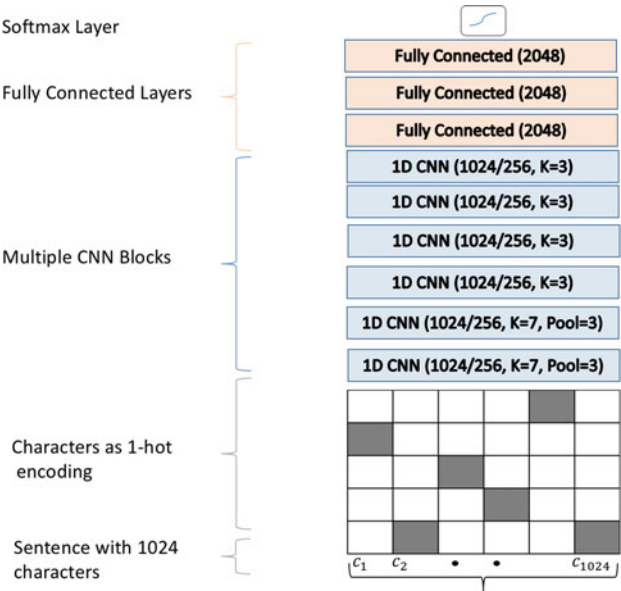 Softmax Layer
Fully Connected (2048)
Fully Connected Layers
Fully Connected (2048)
Fully Connected (2048)
1D CNN (1024/256, K=3)
1D CNN (1024/256, K=3)
1D CNN (1024/256, K=3)
Multiple CNN Blocks
1D CNN (1024/256, K=3)
1D CNN (1024/256, K=7, Pool=3)
1D CNN (1024/256, K=7, Pool=3)
Characters as 1-hot
encoding
Sentence with 1024
characters
c₁ c₂ • • c₁₀₂₄